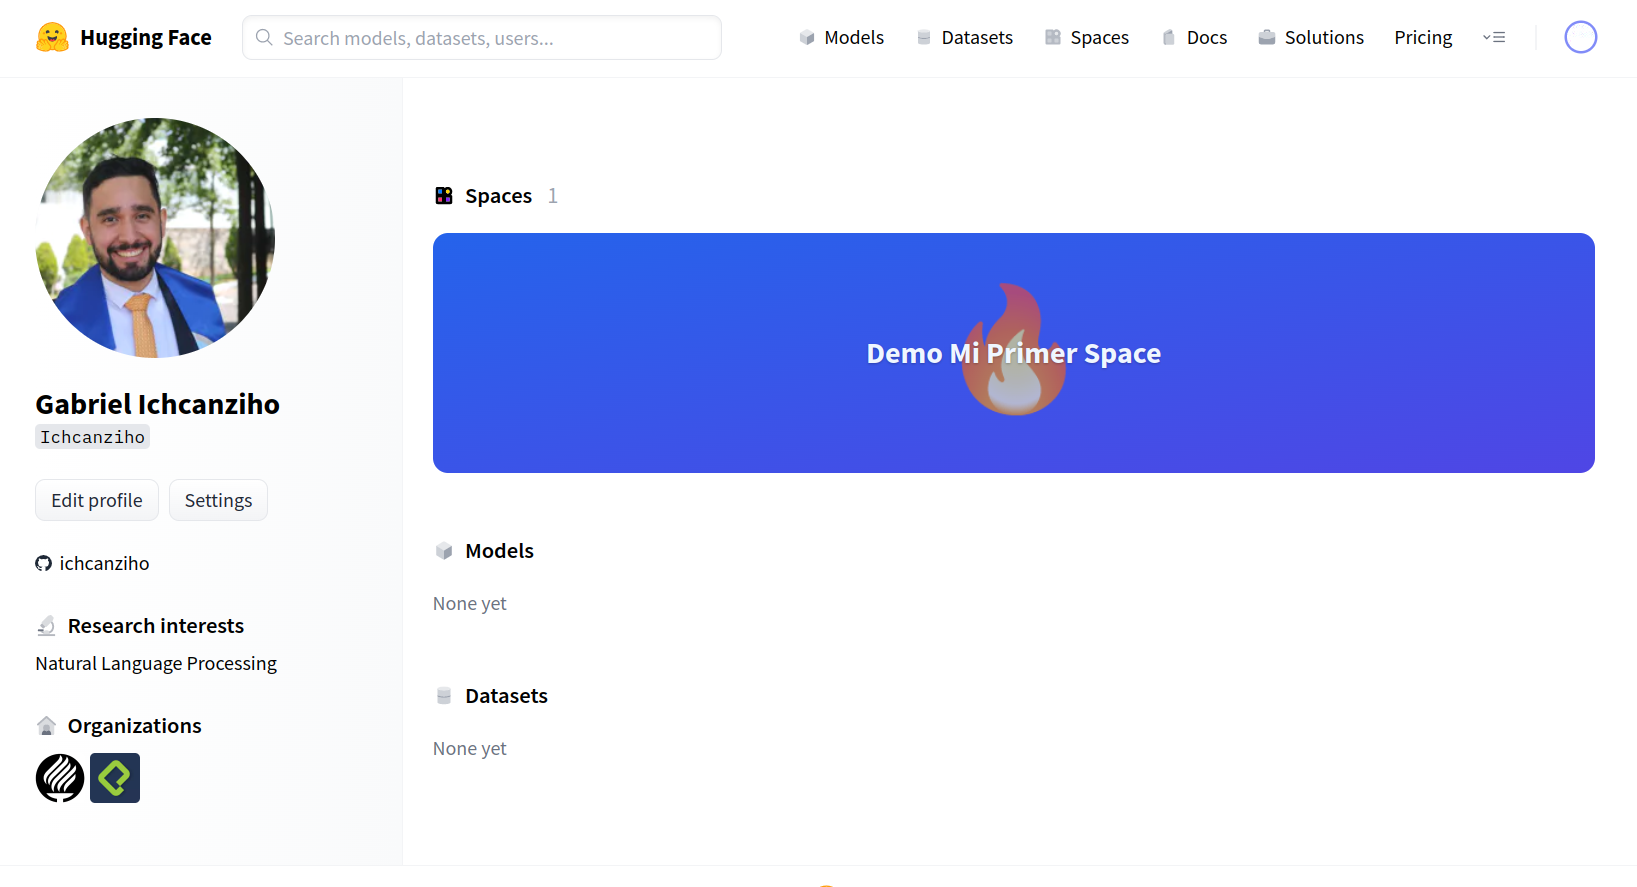 Hugging Face
Search models, datasets, users...
Models
Datasets
Spaces
Docs
Solutions
Pricing
Gabriel Ichcanziho
Ichcanziho
Edit profile
Settings
ichcanziho
Research interests
Natural Language Processing
Organizations
Spaces 1
Demo Mi Primer Space
Models
None yet
Datasets
None yet